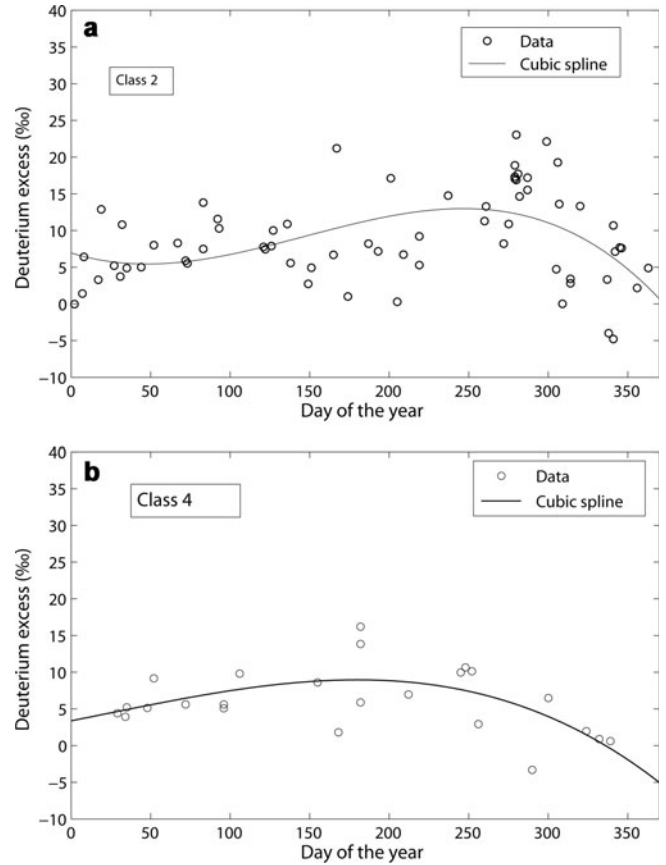 a
40
35
30
25
20
15
10
5
0
−5
−10
Deuterium excess (‰)
Class 2
Data
Cubic spline
0 50 100 150 200 250 300 350
Day of the year
b
40
35
30
25
20
15
10
5
0
−5
−10
Deuterium excess (‰)
Class 4
Data
Cubic spline
0 50 100 150 200 250 300 350
Day of the year